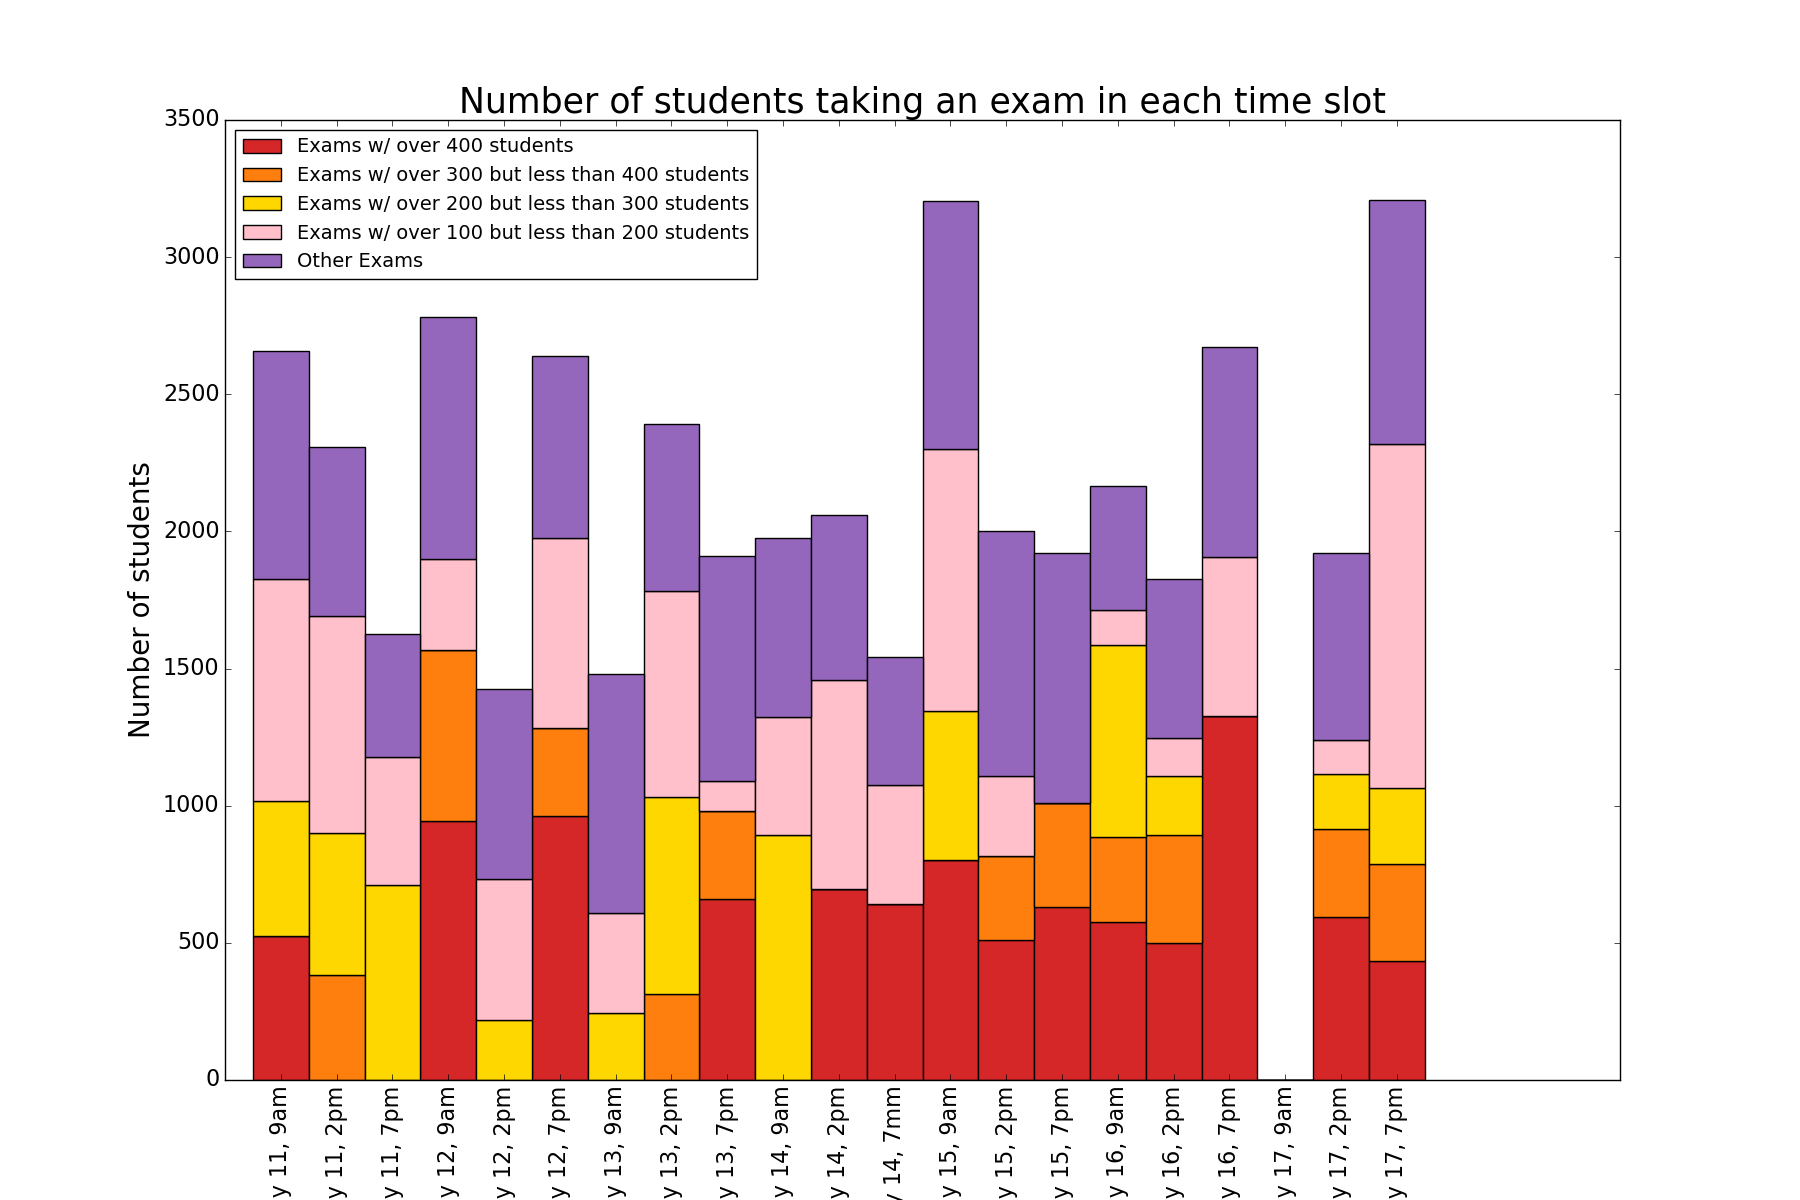 Number of students taking an exam in each time slot
3500
3000
2500
2000
1500
1000
500
0
Number of students
Exams w/ over 400 students
Exams w/ over 300 but less than 400 students
Exams w/ over 200 but less than 300 students
Exams w/ over 100 but less than 200 students
Other Exams
y 11, 9am
y 11, 2pm
y 11, 7pm
y 12, 9am
y 12, 2pm
y 12, 7pm
y 13, 9am
y 13, 2pm
y 13, 7pm
y 14, 9am
y 14, 2pm
y 14, 7mm
y 15, 9am
y 15, 2pm
y 15, 7pm
y 16, 9am
y 16, 2pm
y 16, 7pm
y 17, 9am
y 17, 2pm
y 17, 7pm